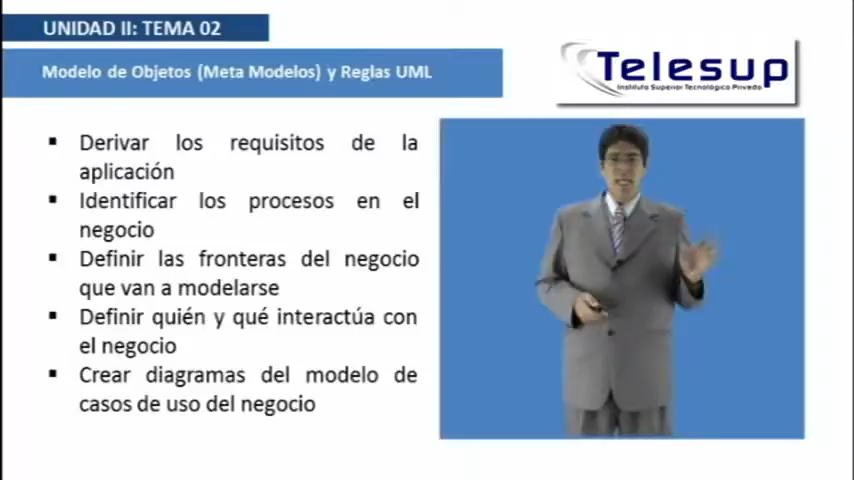 UNIDAD II: TEMA 02
Modelo de Objetos (Meta Modelos) y Reglas UML
Telesup
Instituto Superior Tecnológico Privado
▪ Derivar los requisitos de la
aplicación
▪ Identificar los procesos en el
negocio
▪ Definir las fronteras del negocio
que van a modelarse
▪ Definir quién y qué interactúa con
el negocio
▪ Crear diagramas del modelo de
casos de uso del negocio